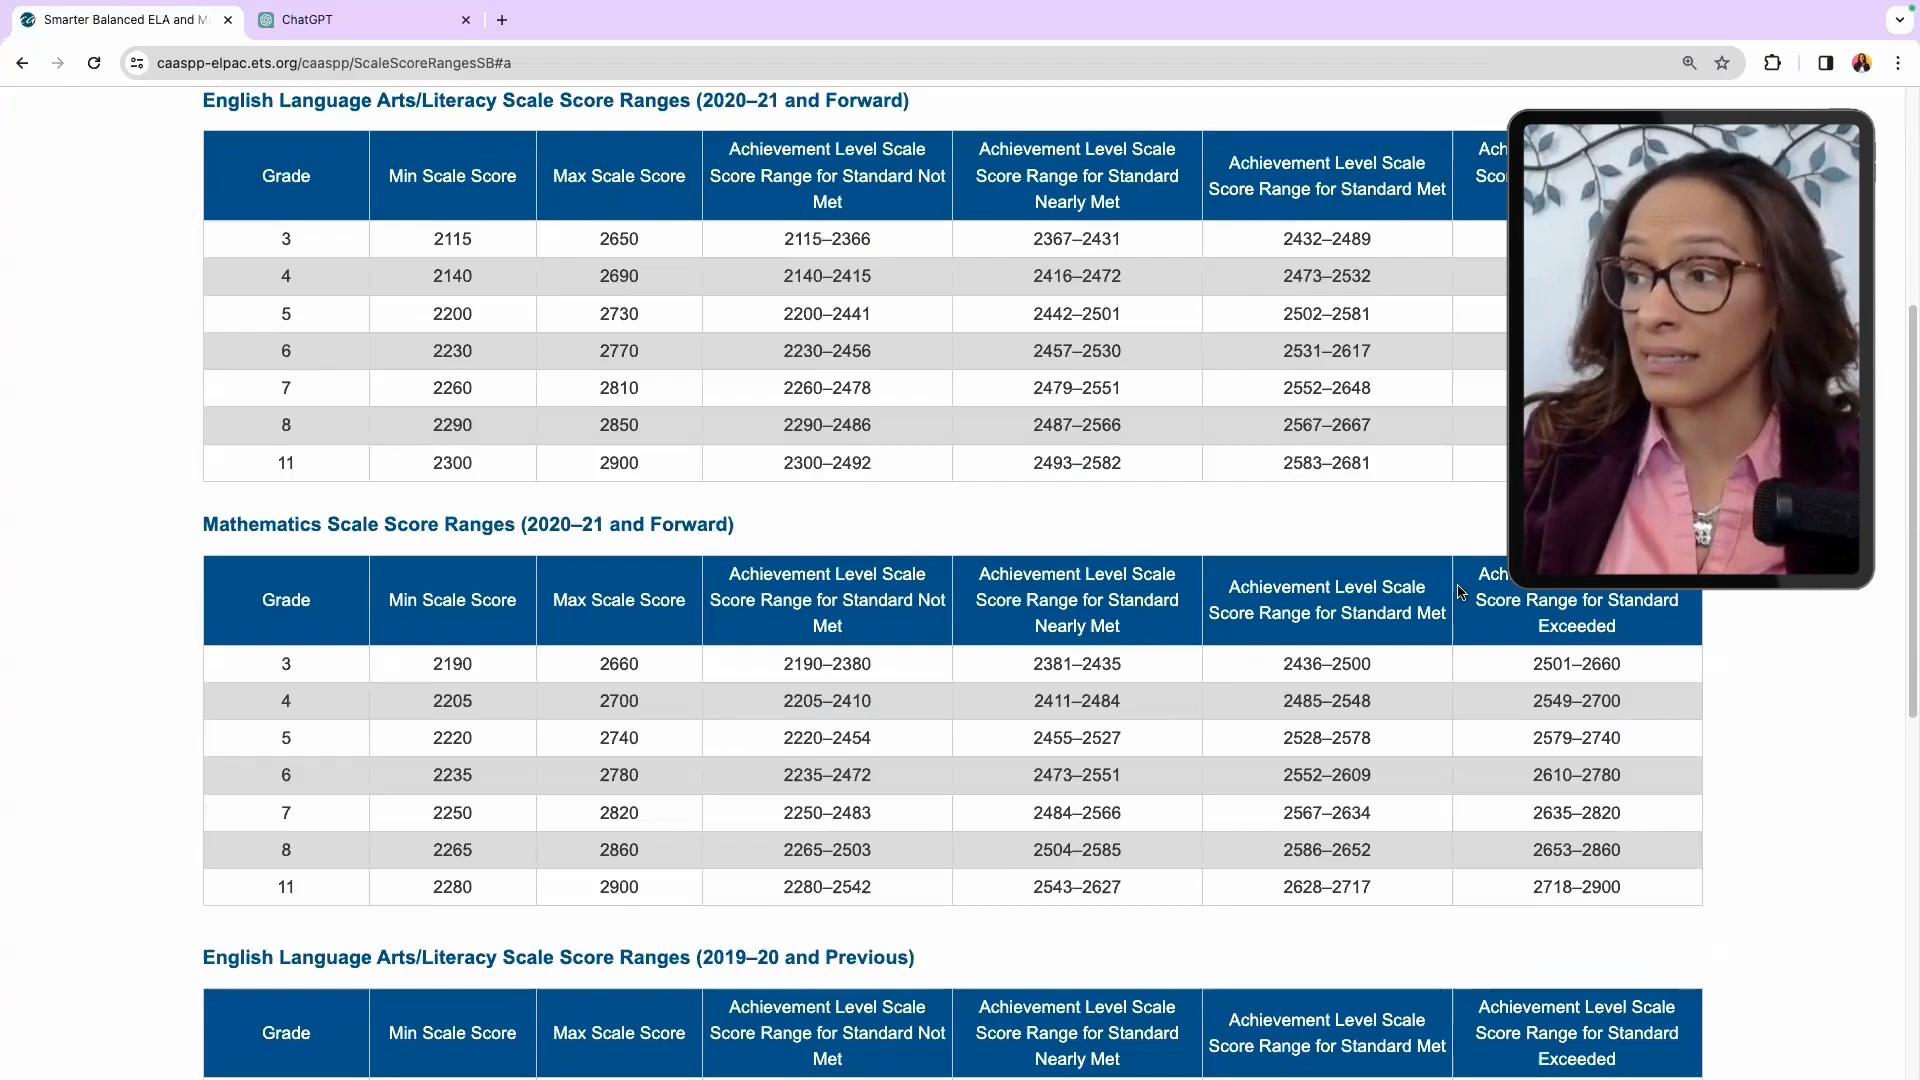 Smarter Balanced ELA and M
ChatGPT
caaspp-elpac.ets.org/caaspp/ScaleScoreRangesSB#a
English Language Arts/Literacy Scale Score Ranges (2020–21 and Forward)
Grade Min Scale Score Max Scale Score Achievement Level Scale Score Range for Standard Not Met Achievement Level Scale Score Range for Standard Nearly Met Achievement Level Scale Score Range for Standard Met
3 2115 2650 2115–2366 2367–2431 2432–2489
4 2140 2690 2140–2415 2416–2472 2473–2532
5 2200 2730 2200–2441 2442–2501 2502–2581
6 2230 2770 2230–2456 2457–2530 2531–2617
7 2260 2810 2260–2478 2479–2551 2552–2648
8 2290 2850 2290–2486 2487–2566 2567–2667
11 2300 2900 2300–2492 2493–2582 2583–2681
Mathematics Scale Score Ranges (2020–21 and Forward)
Grade Min Scale Score Max Scale Score Achievement Level Scale Score Range for Standard Not Met Achievement Level Scale Score Range for Standard Nearly Met Achievement Level Scale Score Range for Standard Met Ach Score Range for Standard Exceeded
3 2190 2660 2190–2380 2381–2435 2436–2500 2501–2660
4 2205 2700 2205–2410 2411–2484 2485–2548 2549–2700
5 2220 2740 2220–2454 2455–2527 2528–2578 2579–2740
6 2235 2780 2235–2472 2473–2551 2552–2609 2610–2780
7 2250 2820 2250–2483 2484–2566 2567–2634 2635–2820
8 2265 2860 2265–2503 2504–2585 2586–2652 2653–2860
11 2280 2900 2280–2542 2543–2627 2628–2717 2718–2900
English Language Arts/Literacy Scale Score Ranges (2019–20 and Previous)
Grade Min Scale Score Max Scale Score Achievement Level Scale Score Range for Standard Not Met Achievement Level Scale Score Range for Standard Nearly Met Achievement Level Scale Score Range for Standard Met Achievement Level Scale Score Range for Standard Exceeded